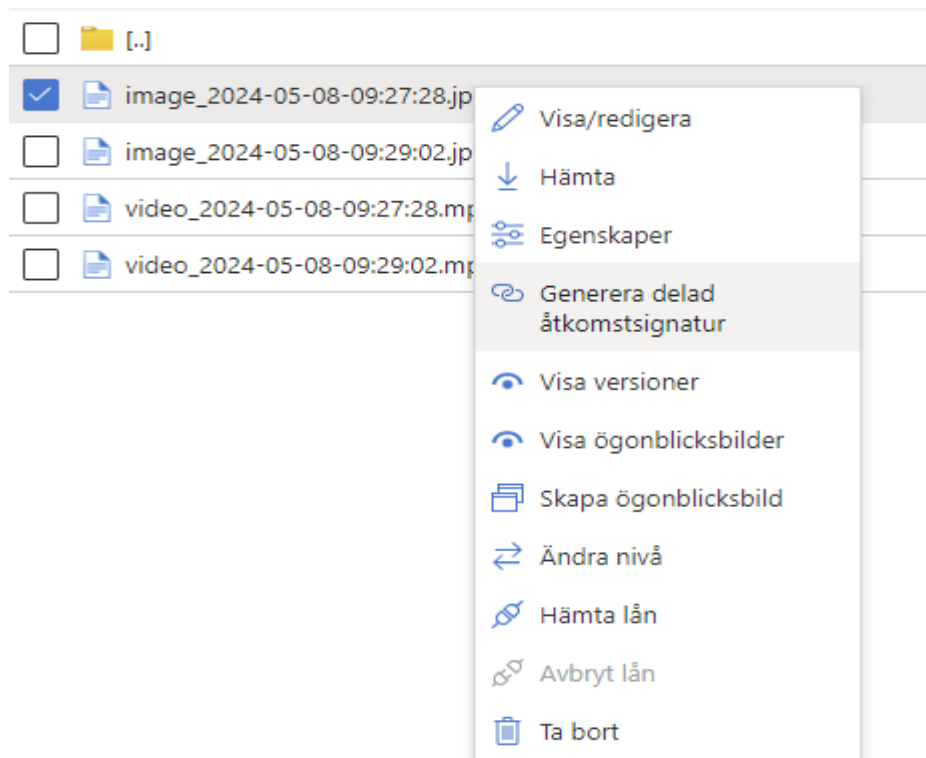 [..]
image_2024-05-08-09:27:28.jp
image_2024-05-08-09:29:02.jp
video_2024-05-08-09:27:28.mp
video_2024-05-08-09:29:02.mp
Visa/redigera
Hämta
Egenskaper
Generera delad
åtkomstsignatur
Visa versioner
Visa ögonblicksbilder
Skapa ögonblicksbild
Ändra nivå
Hämta lån
Avbryt lån
Ta bort